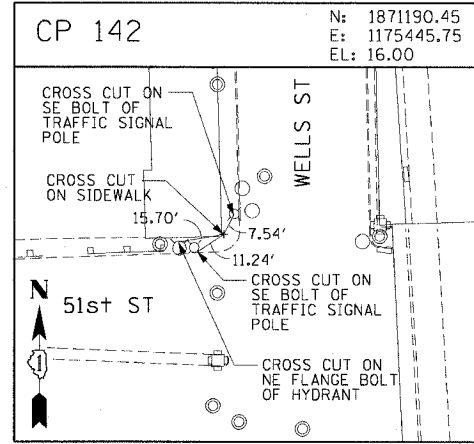 CP 142
N: 1871190.45
E: 1175445.75
EL: 16.00
CROSS CUT ON
SE BOLT OF
TRAFFIC SIGNAL
POLE
WELLS ST
CROSS CUT
ON SIDEWALK
15.70'
7.54'
11.24'
CROSS CUT ON
SE BOLT OF
TRAFFIC SIGNAL
POLE
N
51st ST
1
CROSS CUT ON
NE FLANGE BOLT
OF HYDRANT